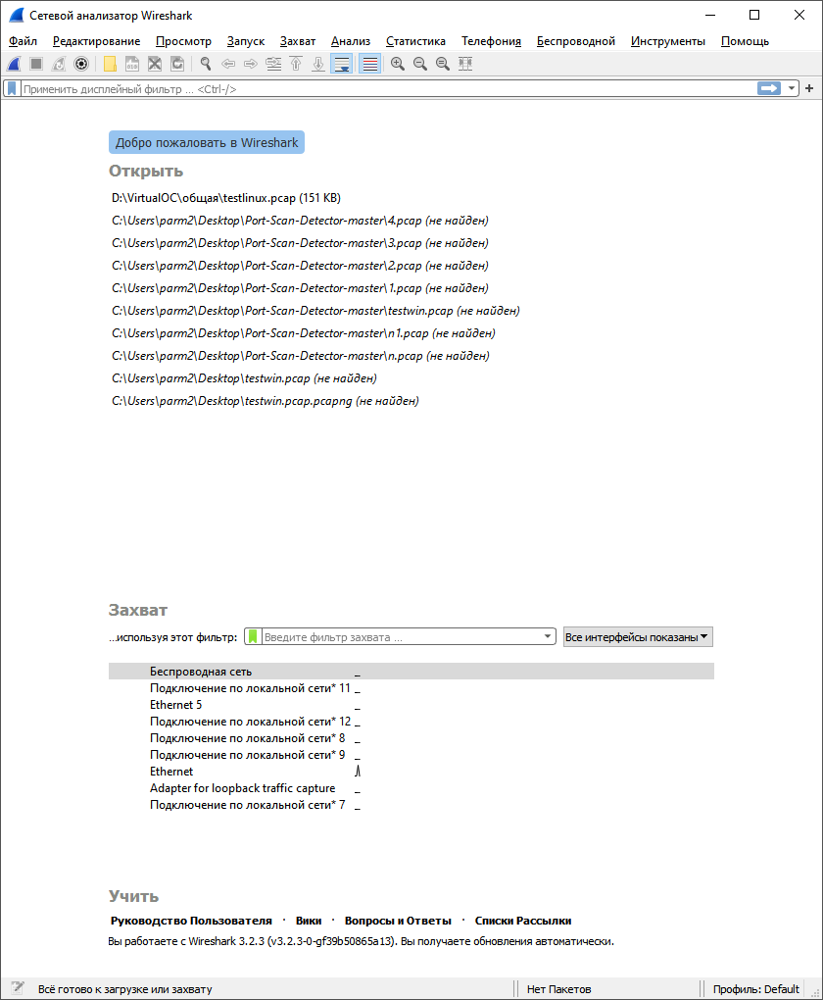 Сетевой анализатор Wireshark
Файл Редактирование Просмотр Запуск Захват Анализ Статистика Телефония Беспроводной Инструменты Помощь
Применить дисплейный фильтр ... <Ctrl-/>
Добро пожаловать в Wireshark
Открыть
D:\VirtualOC\общая\testlinux.pcap (151 KB)
C:\Users\parm2\Desktop\Port-Scan-Detector-master\4.pcap (не найден)
C:\Users\parm2\Desktop\Port-Scan-Detector-master\3.pcap (не найден)
C:\Users\parm2\Desktop\Port-Scan-Detector-master\2.pcap (не найден)
C:\Users\parm2\Desktop\Port-Scan-Detector-master\1.pcap (не найден)
C:\Users\parm2\Desktop\Port-Scan-Detector-master\testwin.pcap (не найден)
C:\Users\parm2\Desktop\Port-Scan-Detector-master\n1.pcap (не найден)
C:\Users\parm2\Desktop\Port-Scan-Detector-master\n.pcap (не найден)
C:\Users\parm2\Desktop\testwin.pcap (не найден)
C:\Users\parm2\Desktop\testwin.pcap.pcapng (не найден)
Захват
...используя этот фильтр: Введите фильтр захвата ... Все интерфейсы показаны
Беспроводная сеть
Подключение по локальной сети* 11
Ethernet 5
Подключение по локальной сети* 12
Подключение по локальной сети* 8
Подключение по локальной сети* 9
Ethernet
Adapter for loopback traffic capture
Подключение по локальной сети* 7
Учить
Руководство Пользователя · Вики · Вопросы и Ответы · Списки Рассылки
Вы работаете с Wireshark 3.2.3 (v3.2.3-0-gf39b50865a13). Вы получаете обновления автоматически.
Всё готово к загрузке или захвату Нет Пакетов Профиль: Default